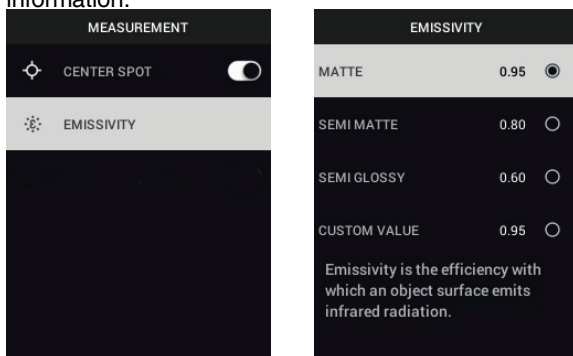 information.
MEASUREMENT
CENTER SPOT
EMISSIVITY
EMISSIVITY
MATTE 0.95
SEMI MATTE 0.80
SEMI GLOSSY 0.60
CUSTOM VALUE 0.95
Emissivity is the efficiency with
which an object surface emits
infrared radiation.